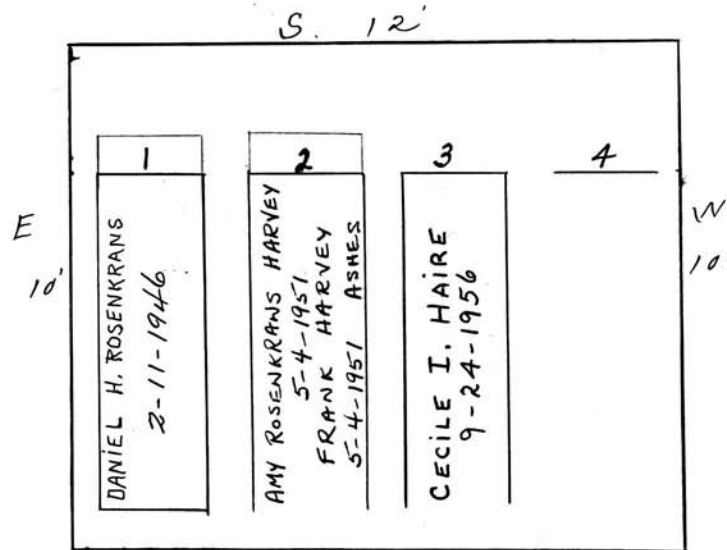 S. 12'
1
2
3
4
E
10'
W
10
DANIEL H. ROSENKRANS
2-11-1946
AMY ROSENKRANS HARVEY
5-4-1951
FRANK HARVEY
5-4-1951 ASHES
CECILE I. HAIRE
9-24-1956